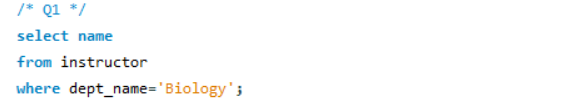 /* Q1 */
select name
from instructor
where dept_name='Biology';